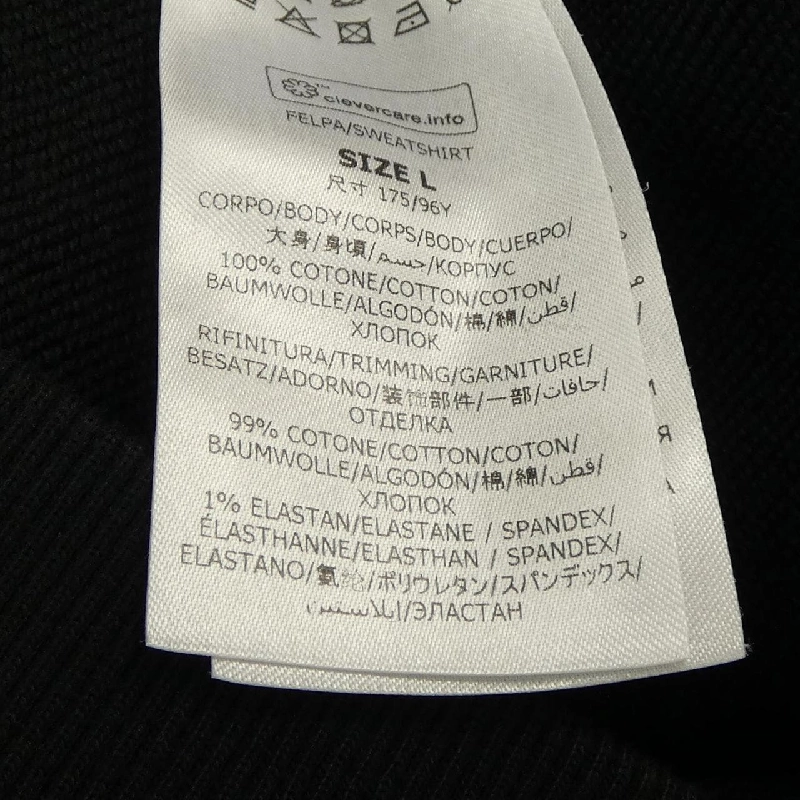 clevercare.info
FELPA/SWEATSHIRT
SIZE L
尺寸 175/96Y
CORPO/BODY/CORPS/BODY/CUERPO/
大身/身頃/جسم/КОРПУС
100% COTONE/COTTON/COTON/
BAUMWOLLE/ALGODÓN/棉/綿/قطن/
ХЛОПОК
RIFINITURA/TRIMMING/GARNITURE/
BESATZ/ADORNO/装饰部件/一部/حافات/
ОТДЕЛКА
99% COTONE/COTTON/COTON/
BAUMWOLLE/ALGODÓN/棉/綿/قطن/
ХЛОПОК
1% ELASTAN/ELASTANE / SPANDEX/
ÉLASTHANNE/ELASTHAN / SPANDEX/
ELASTANO/氨纶/ポリウレタン/スパンデックス/
إيلاستين/ЭЛАСТАН
Я